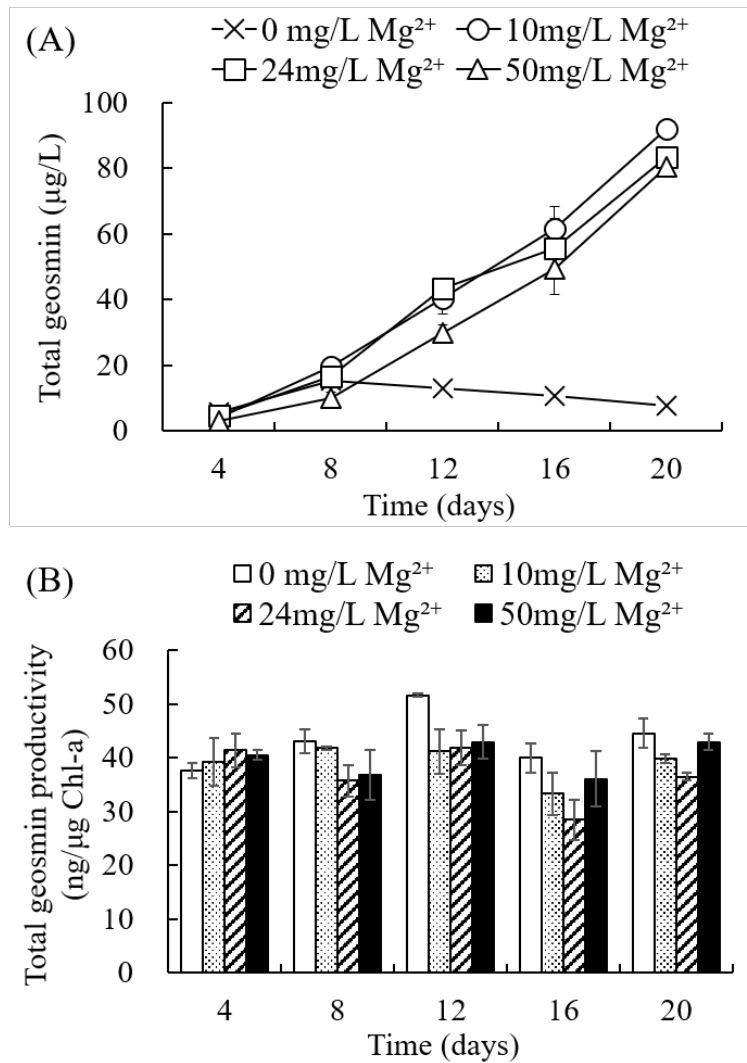 (A)
0 mg/L Mg²⁺ 10mg/L Mg²⁺
24mg/L Mg²⁺ 50mg/L Mg²⁺
Total geosmin (µg/L)
100
80
60
40
20
0
4 8 12 16 20
Time (days)
(B)
0 mg/L Mg²⁺ 10mg/L Mg²⁺
24mg/L Mg²⁺ 50mg/L Mg²⁺
Total geosmin productivity
(ng/µg Chl-a)
60
50
40
30
20
10
0
4 8 12 16 20
Time (days)